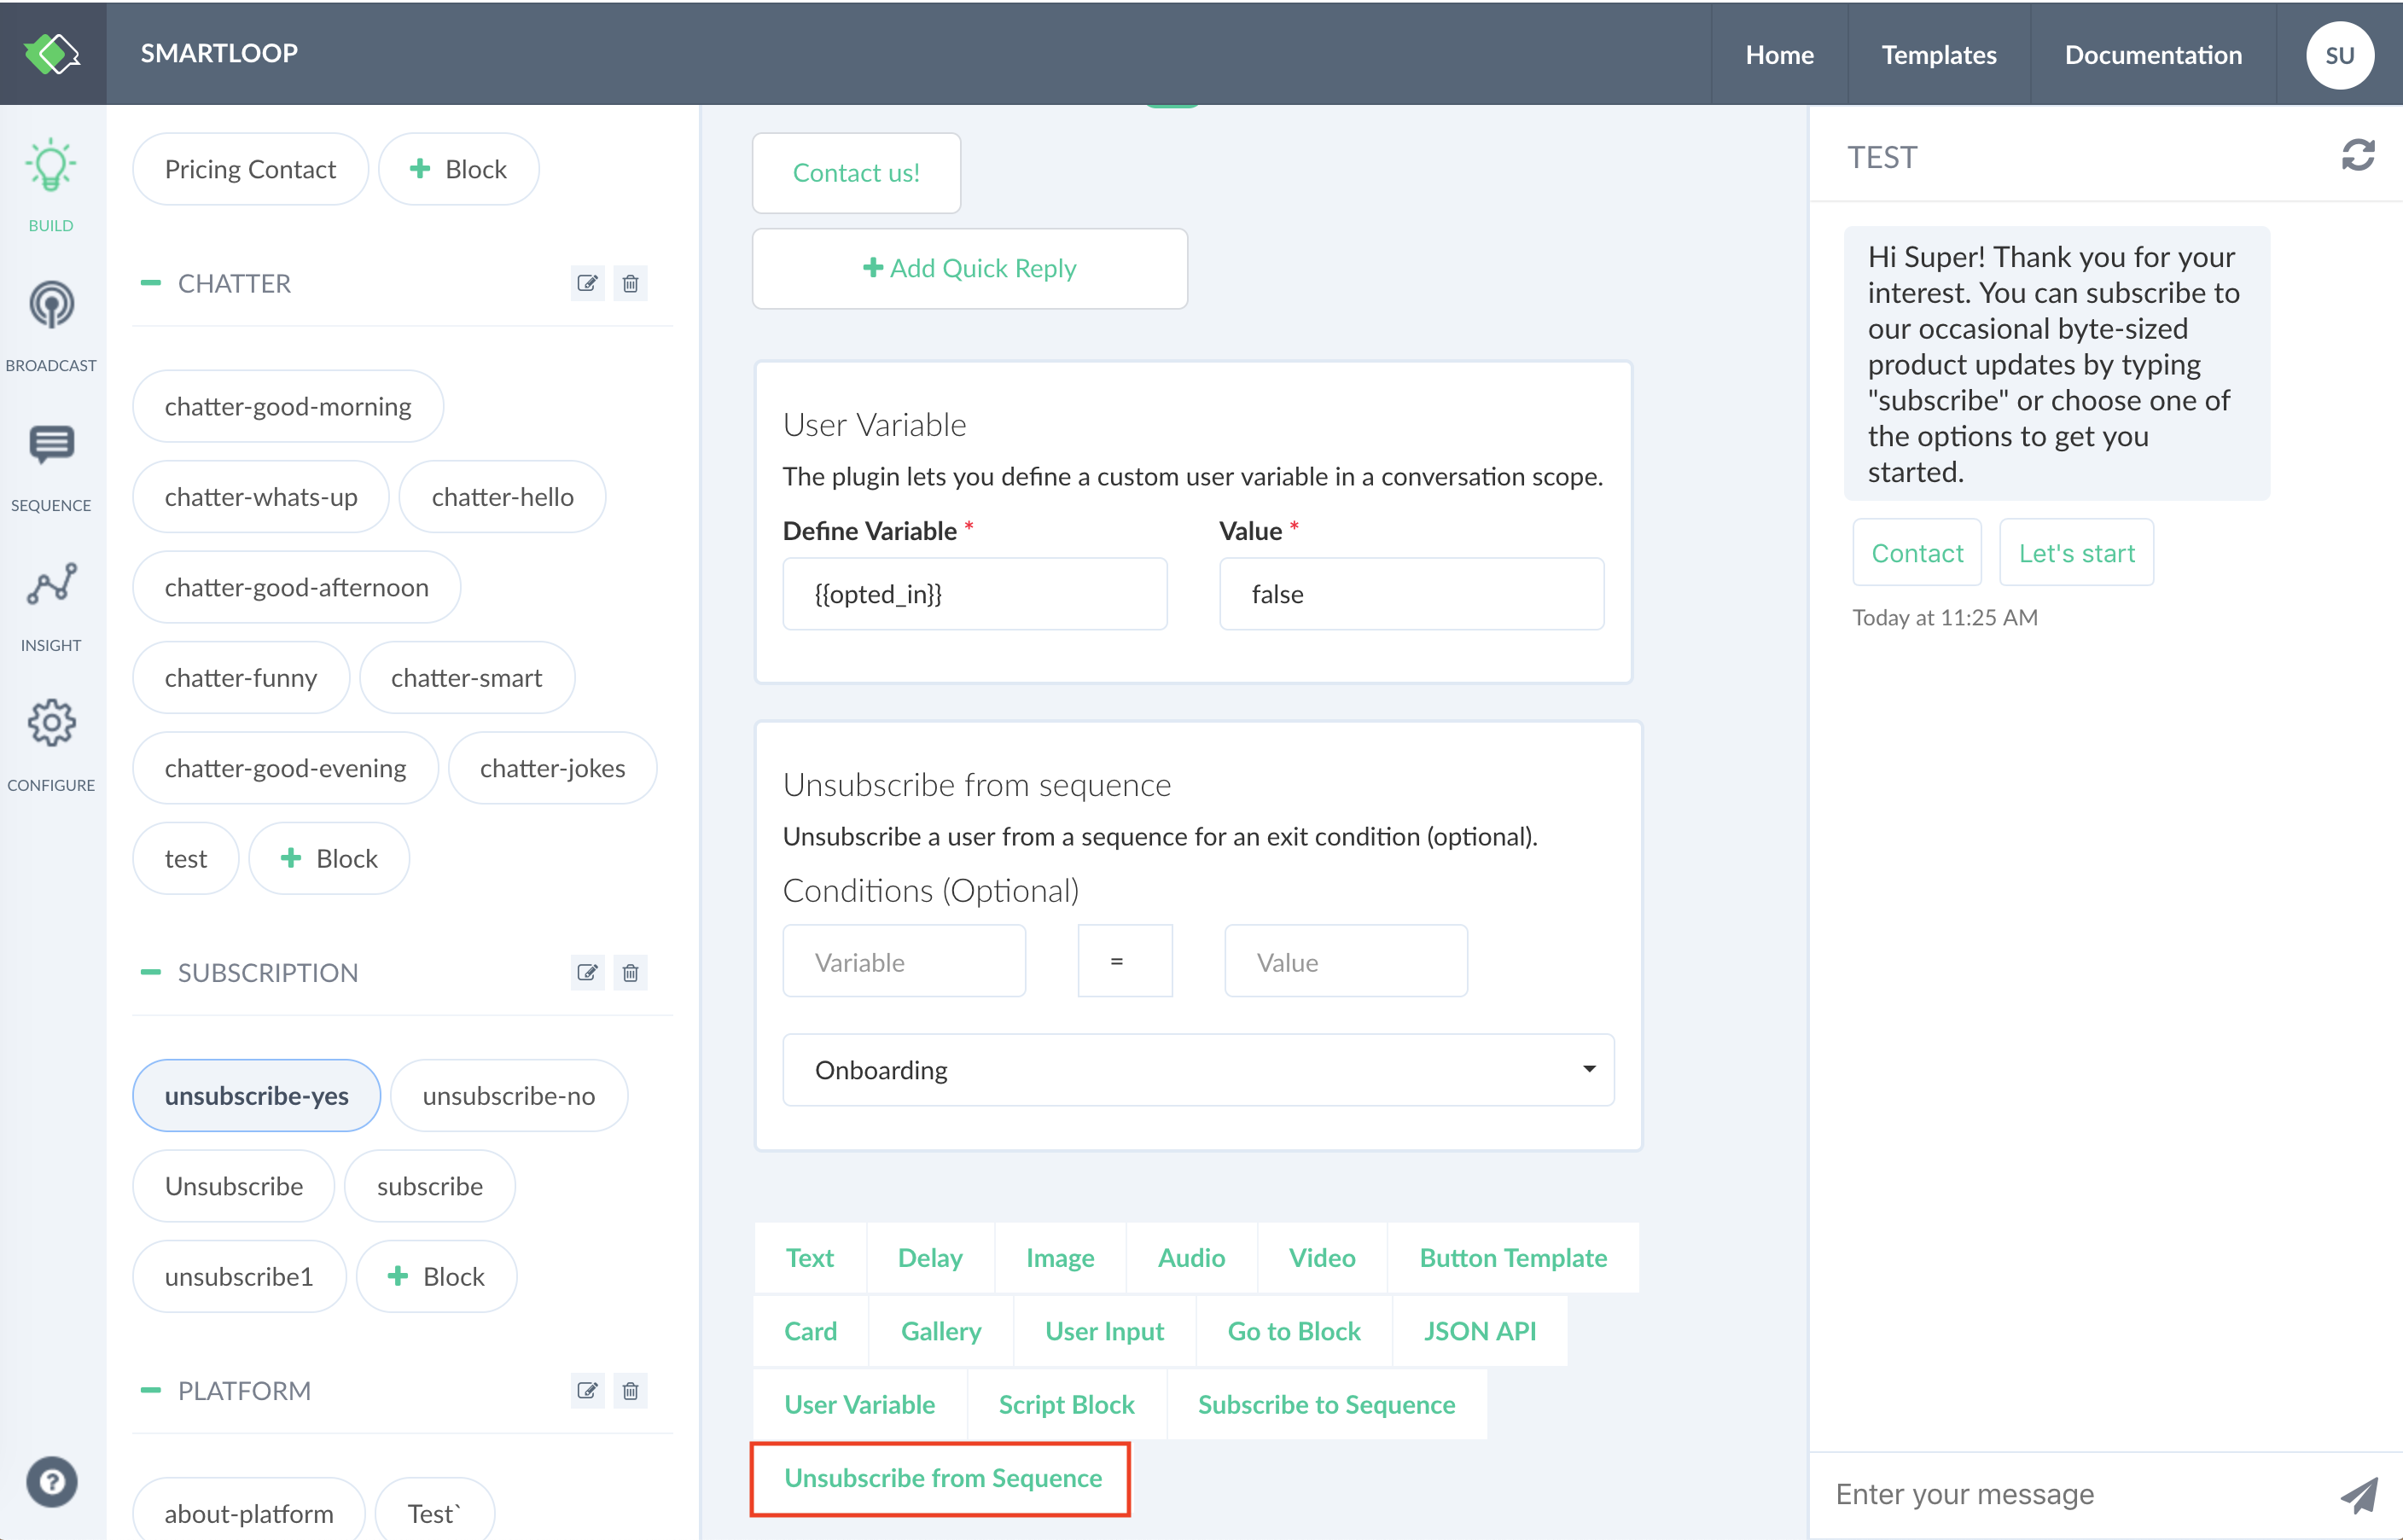 SMARTLOOP
Home
Templates
Documentation
SU
BUILD
BROADCAST
SEQUENCE
INSIGHT
CONFIGURE
?
Pricing Contact
+ Block
CHATTER
chatter-good-morning
chatter-whats-up
chatter-hello
chatter-good-afternoon
chatter-funny
chatter-smart
chatter-good-evening
chatter-jokes
test
+ Block
SUBSCRIPTION
unsubscribe-yes
unsubscribe-no
Unsubscribe
subscribe
unsubscribe1
+ Block
PLATFORM
about-platform
Test`
Contact us!
+ Add Quick Reply
User Variable
The plugin lets you define a custom user variable in a conversation scope.
Define Variable *
Value *
{{opted_in}}
false
Unsubscribe from sequence
Unsubscribe a user from a sequence for an exit condition (optional).
Conditions (Optional)
Variable
=
Value
Onboarding
Text
Delay
Image
Audio
Video
Button Template
Card
Gallery
User Input
Go to Block
JSON API
User Variable
Script Block
Subscribe to Sequence
Unsubscribe from Sequence
TEST
Hi Super! Thank you for your
interest. You can subscribe to
our occasional byte-sized
product updates by typing
"subscribe" or choose one of
the options to get you
started.
Contact
Let's start
Today at 11:25 AM
Enter your message